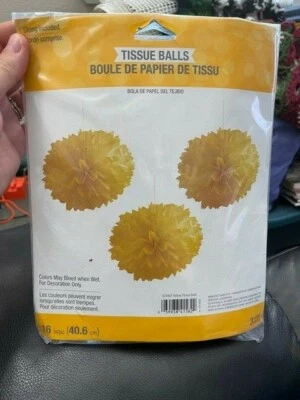 TISSUE BALLS
BOULE DE PAPIER DE TISSU
BOLA DE PAPEL DEL TEJIDO
Colors May Bleed when Wet.
For Decoration Only.
Les couleurs peuvent migrer
lorsqu'elles sont trempées.
Pour décoration seulement.
16 (40.6 cm)